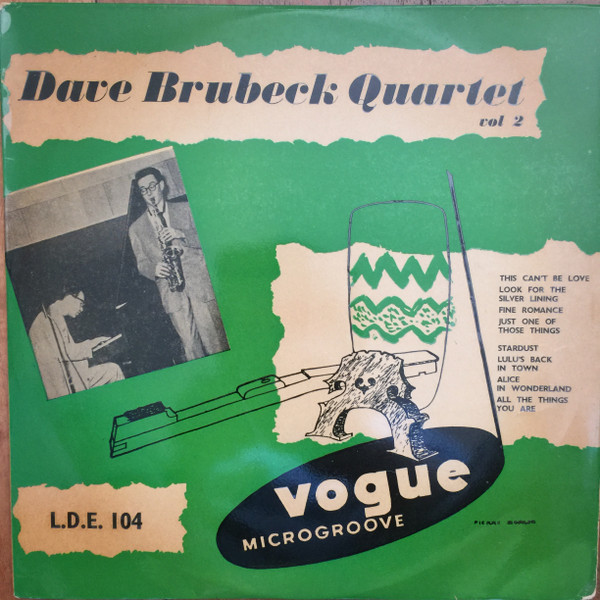 Dave Brubeck Quartet
vol 2
THIS CAN'T BE LOVE
LOOK FOR THE
SILVER LINING
FINE ROMANCE
JUST ONE OF
THOSE THINGS
STARDUST
LULU'S BACK
IN TOWN
ALICE
IN WONDERLAND
ALL THE THINGS
YOU ARE
vogue
MICROGROOVE
L.D.E. 104